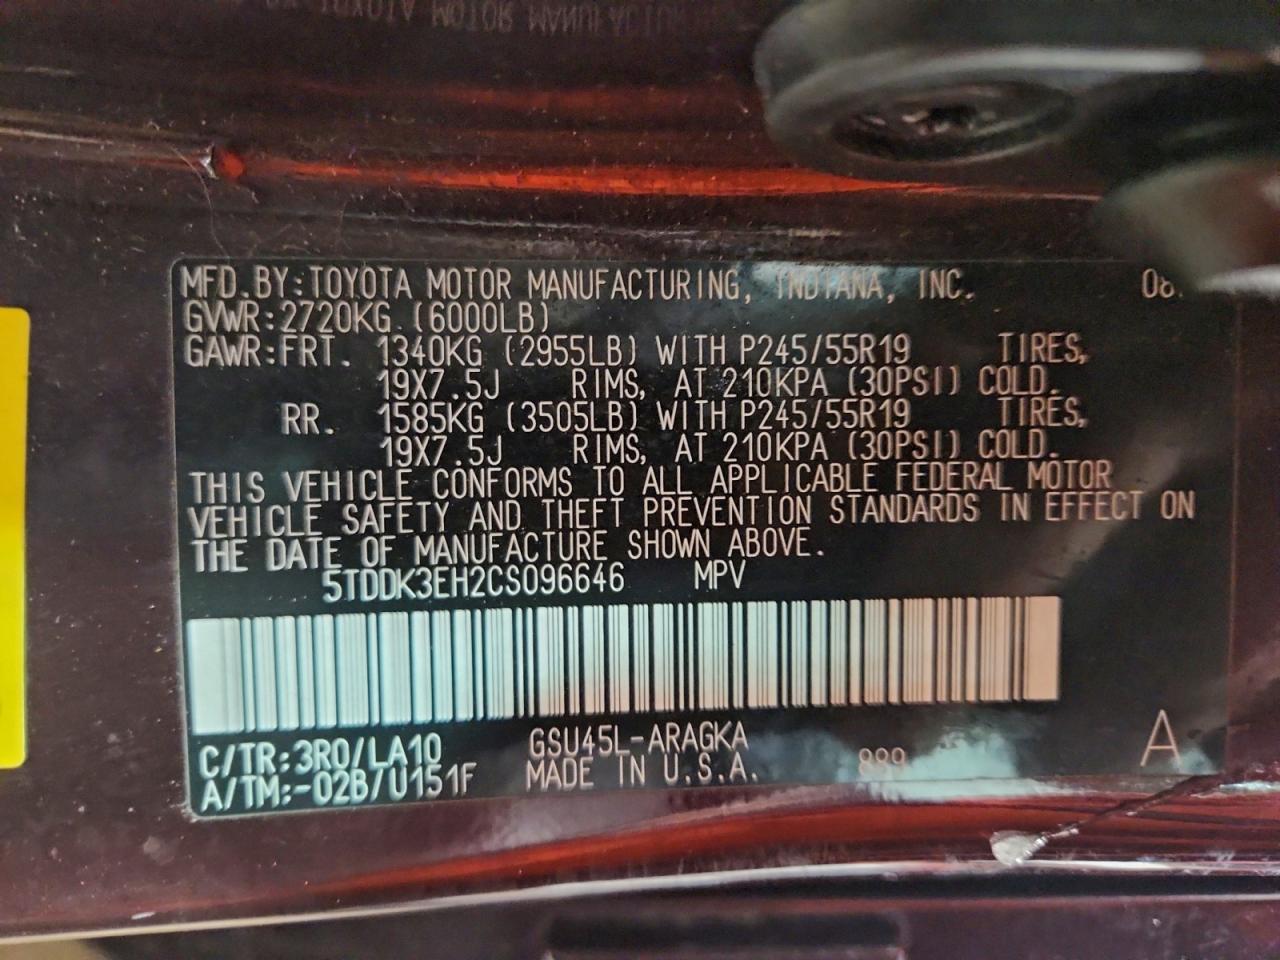 MFD.BY:TOYOTA MOTOR MANUFACTURING, INDIANA, INC. 08
GVWR:2720KG (6000LB)
GAWR:FRT. 1340KG (2955LB) WITH P245/55R19 TIRES,
19X7.5J RIMS, AT 210KPA (30PSI) COLD.
RR. 1585KG (3505LB) WITH P245/55R19 TIRES,
19X7.5J RIMS, AT 210KPA (30PSI) COLD.
THIS VEHICLE CONFORMS TO ALL APPLICABLE FEDERAL MOTOR
VEHICLE SAFETY AND THEFT PREVENTION STANDARDS IN EFFECT ON
THE DATE OF MANUFACTURE SHOWN ABOVE.
5TDDK3EH2CS096646 MPV
C/TR:3R0/LA10 GSU45L-ARAGKA
A/TM:-02B/U151F MADE IN U.S.A. 889 A